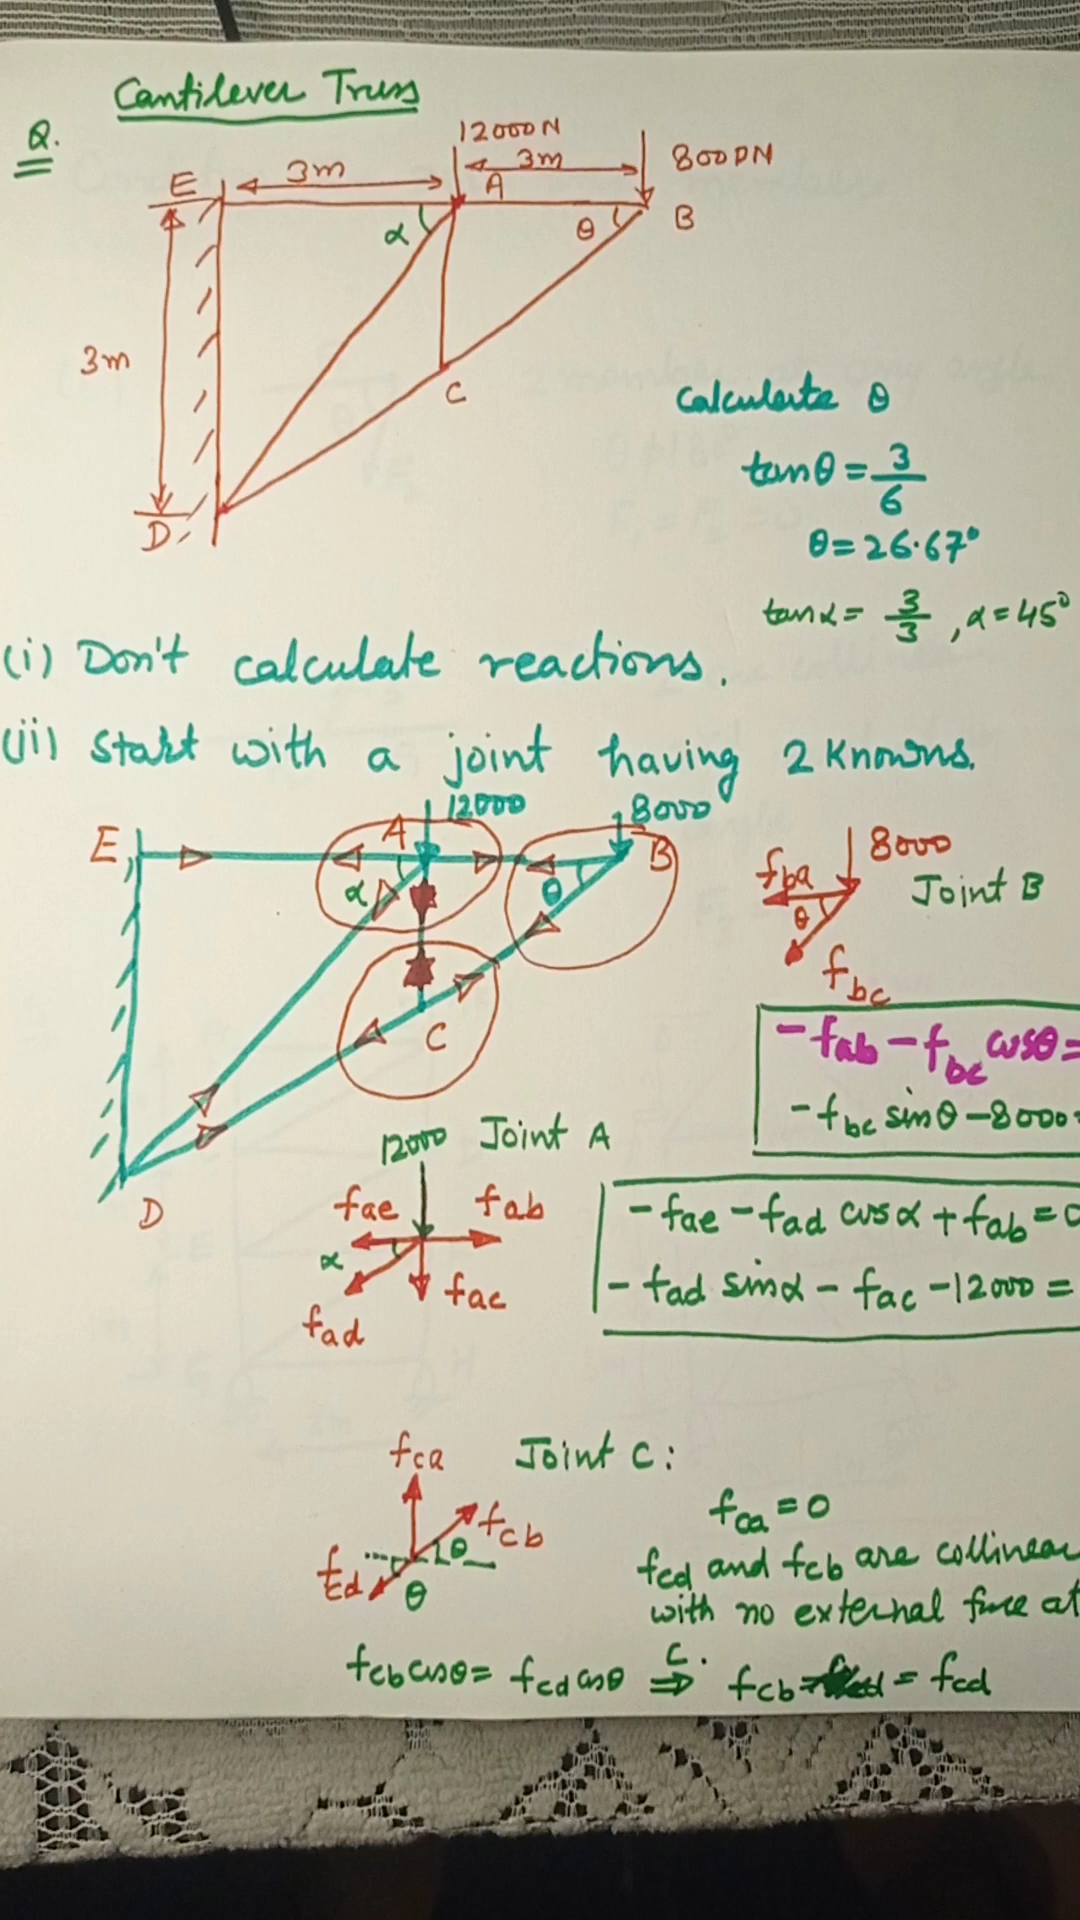 Cantilever Truss
Q.
12000N
3m
3m
800DN
E
A
α
θ
B
3m
C
Calculate θ
tanθ = 3/6
θ = 26.67°
D
tanα = 3/3, α = 45°
(i) Don't calculate reactions.
(ii) Start with a joint having 2 Knowns.
12000
8000
E
A
B
α
θ
8000
fba
Joint B
θ
fbc
C
-fab - fbc cosθ =
-fbc sinθ - 8000
D
12000 Joint A
fae
fab
α
fac
fad
-fae - fad cosα + fab = 0
- fad sinα - fac - 12000 =
fca
Joint C:
fcb
θ
fca = 0
fcd
θ
fcd and fcb are collinear
with no external force at
C.
fcb cosθ = fcd cosθ ⇒ fcb = = fcd